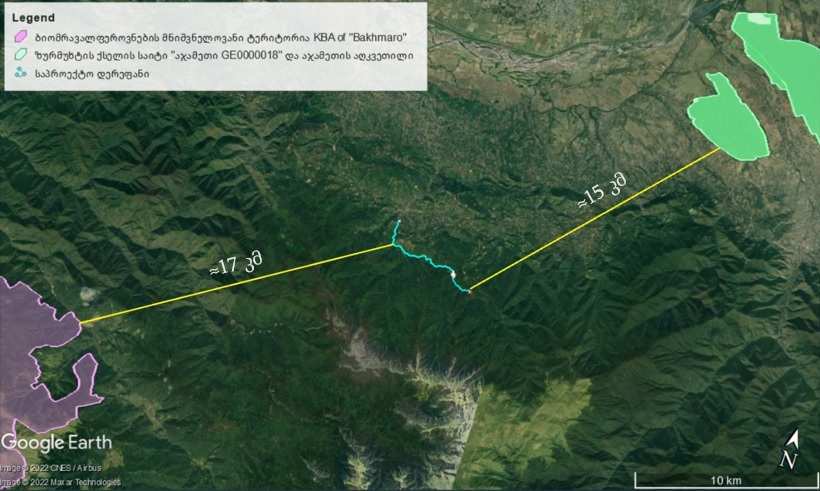 Legend
ბიომრავალფეროვნების მნიშვნელოვანი ტერიტორია KBA of "Bakhmaro"
ზურმუხტის ქსელის საიტი "აჯამეთი GE0000018" და აჯამეთის აღკვეთილი
საპროექტო დერეფანი
≈15 კმ
≈17 კმ
Google Earth
Image © 2022 CNES / Airbus
Image © 2022 Maxar Technologies
N
10 km